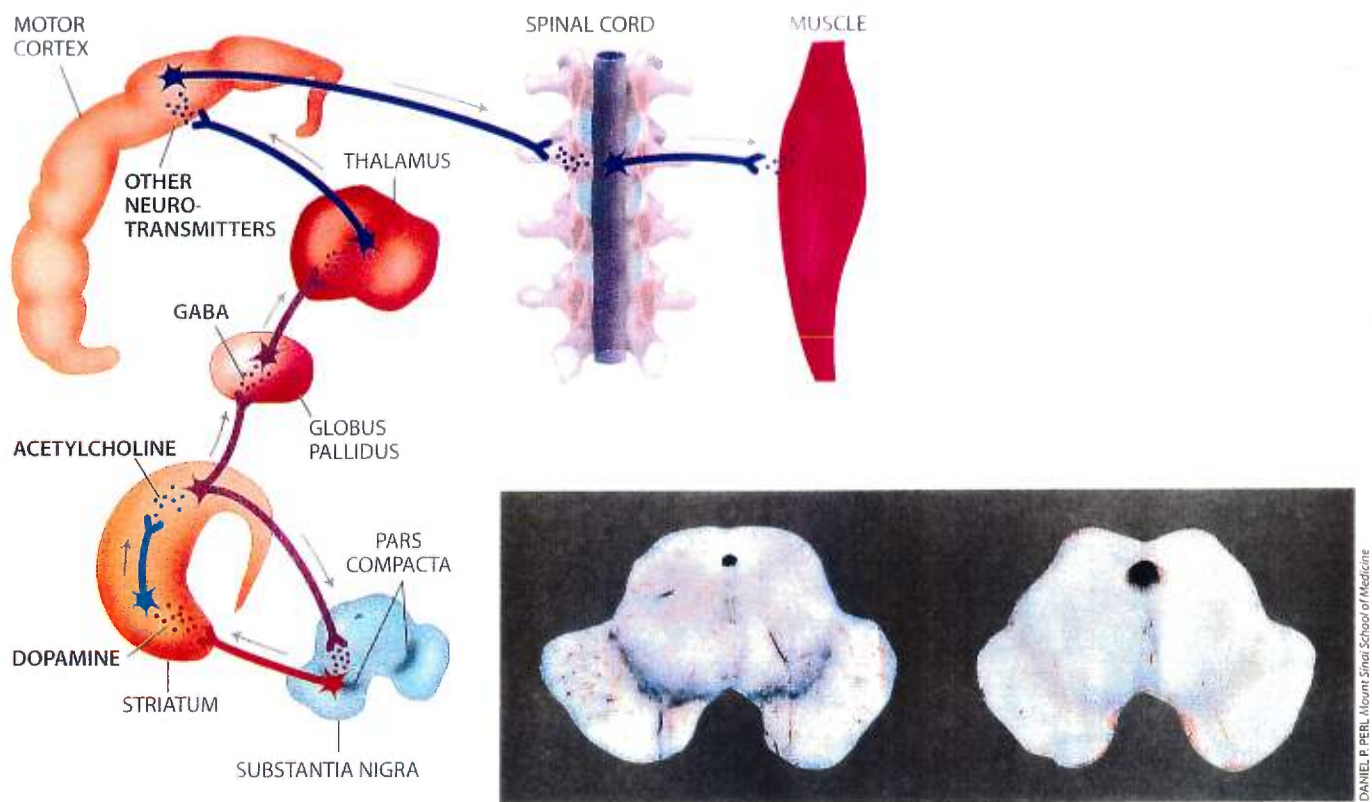 MOTOR
CORTEX
SPINAL CORD
MUSCLE
THALAMUS
OTHER
NEURO-
TRANSMITTERS
GABA
GLOBUS
PALLIDUS
ACETYLCHOLINE
PARS
COMPACTA
DOPAMINE
STRIATUM
SUBSTANTIA NIGRA
DANIEL P. PERL Mount Sinai School of Medicine